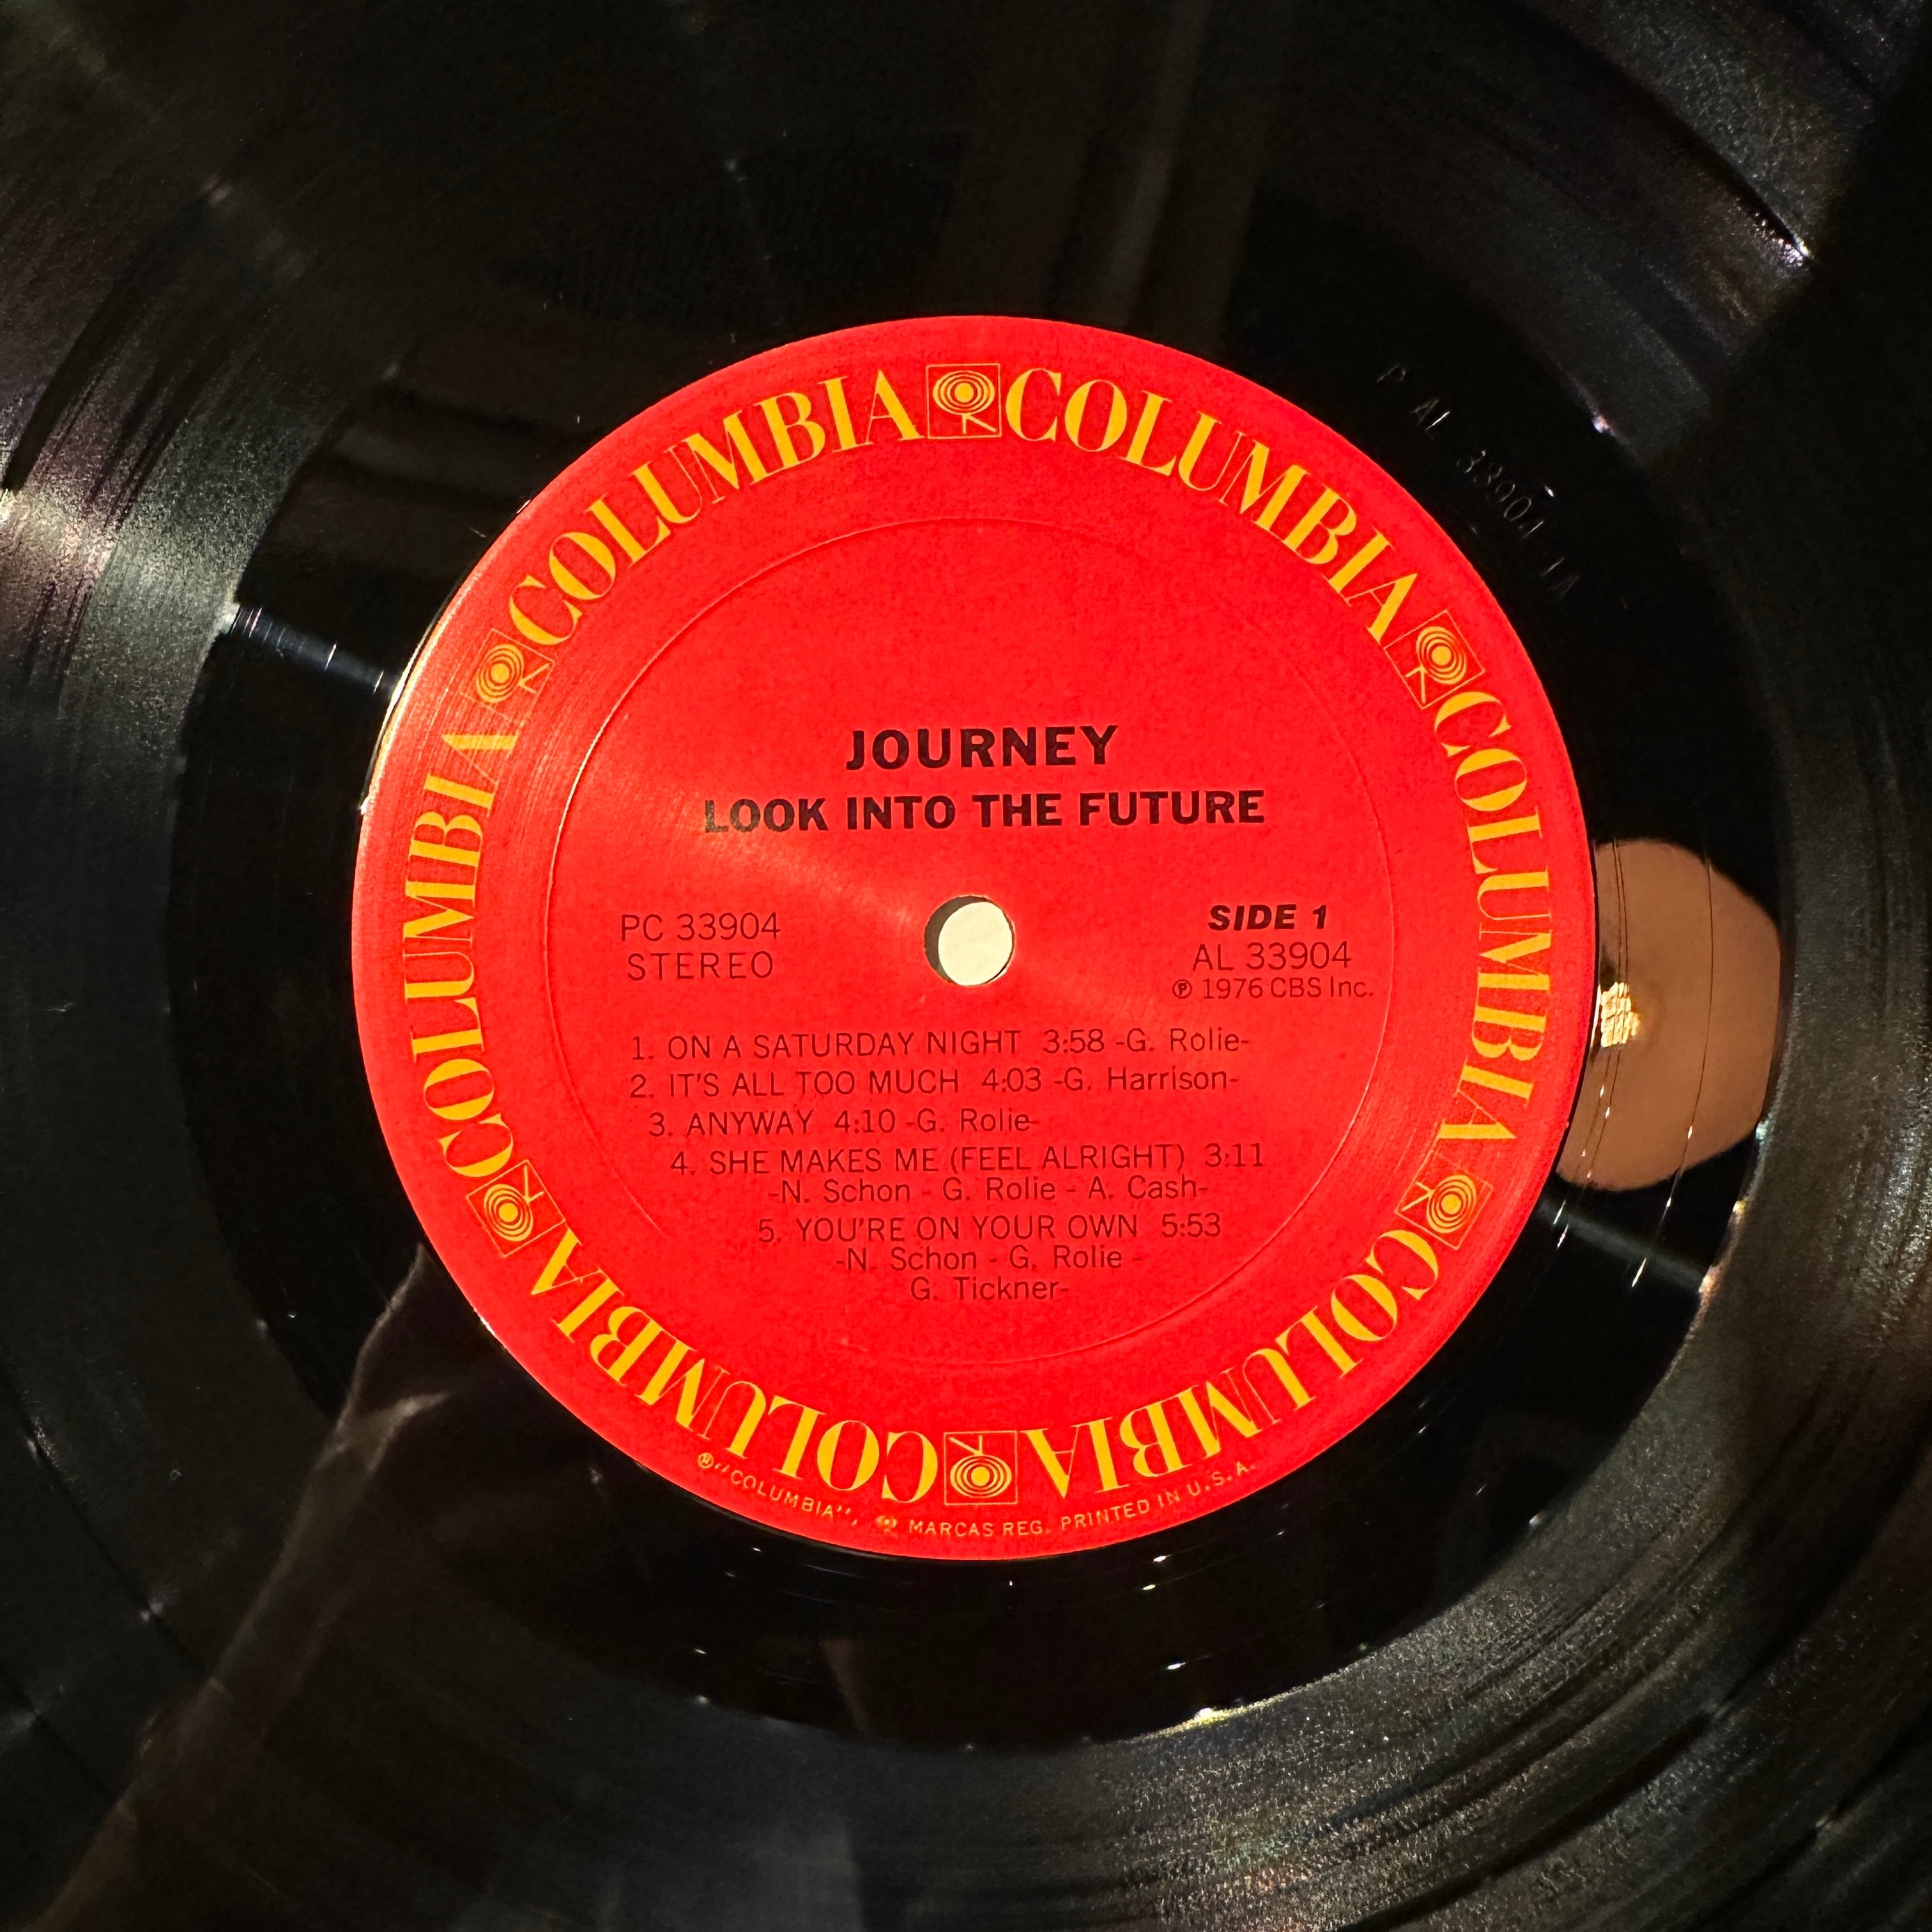 COLUMBIA COLUMBIA COLUMBIA COLUMBIA COLUMBIA COLUMBIA
JOURNEY
LOOK INTO THE FUTURE
PC 33904
STEREO
SIDE 1
AL 33904
℗ 1976 CBS Inc.
1. ON A SATURDAY NIGHT 3:58 -G. Rolie-
2. IT'S ALL TOO MUCH 4:03 -G. Harrison-
3. ANYWAY 4:10 -G. Rolie-
4. SHE MAKES ME (FEEL ALRIGHT) 3:11
-N. Schon - G. Rolie - A. Cash-
5. YOU'RE ON YOUR OWN 5:53
-N. Schon - G. Rolie -
G. Tickner-
® "COLUMBIA", MARCAS REG. PRINTED IN U.S.A.
P AL 33904 1A